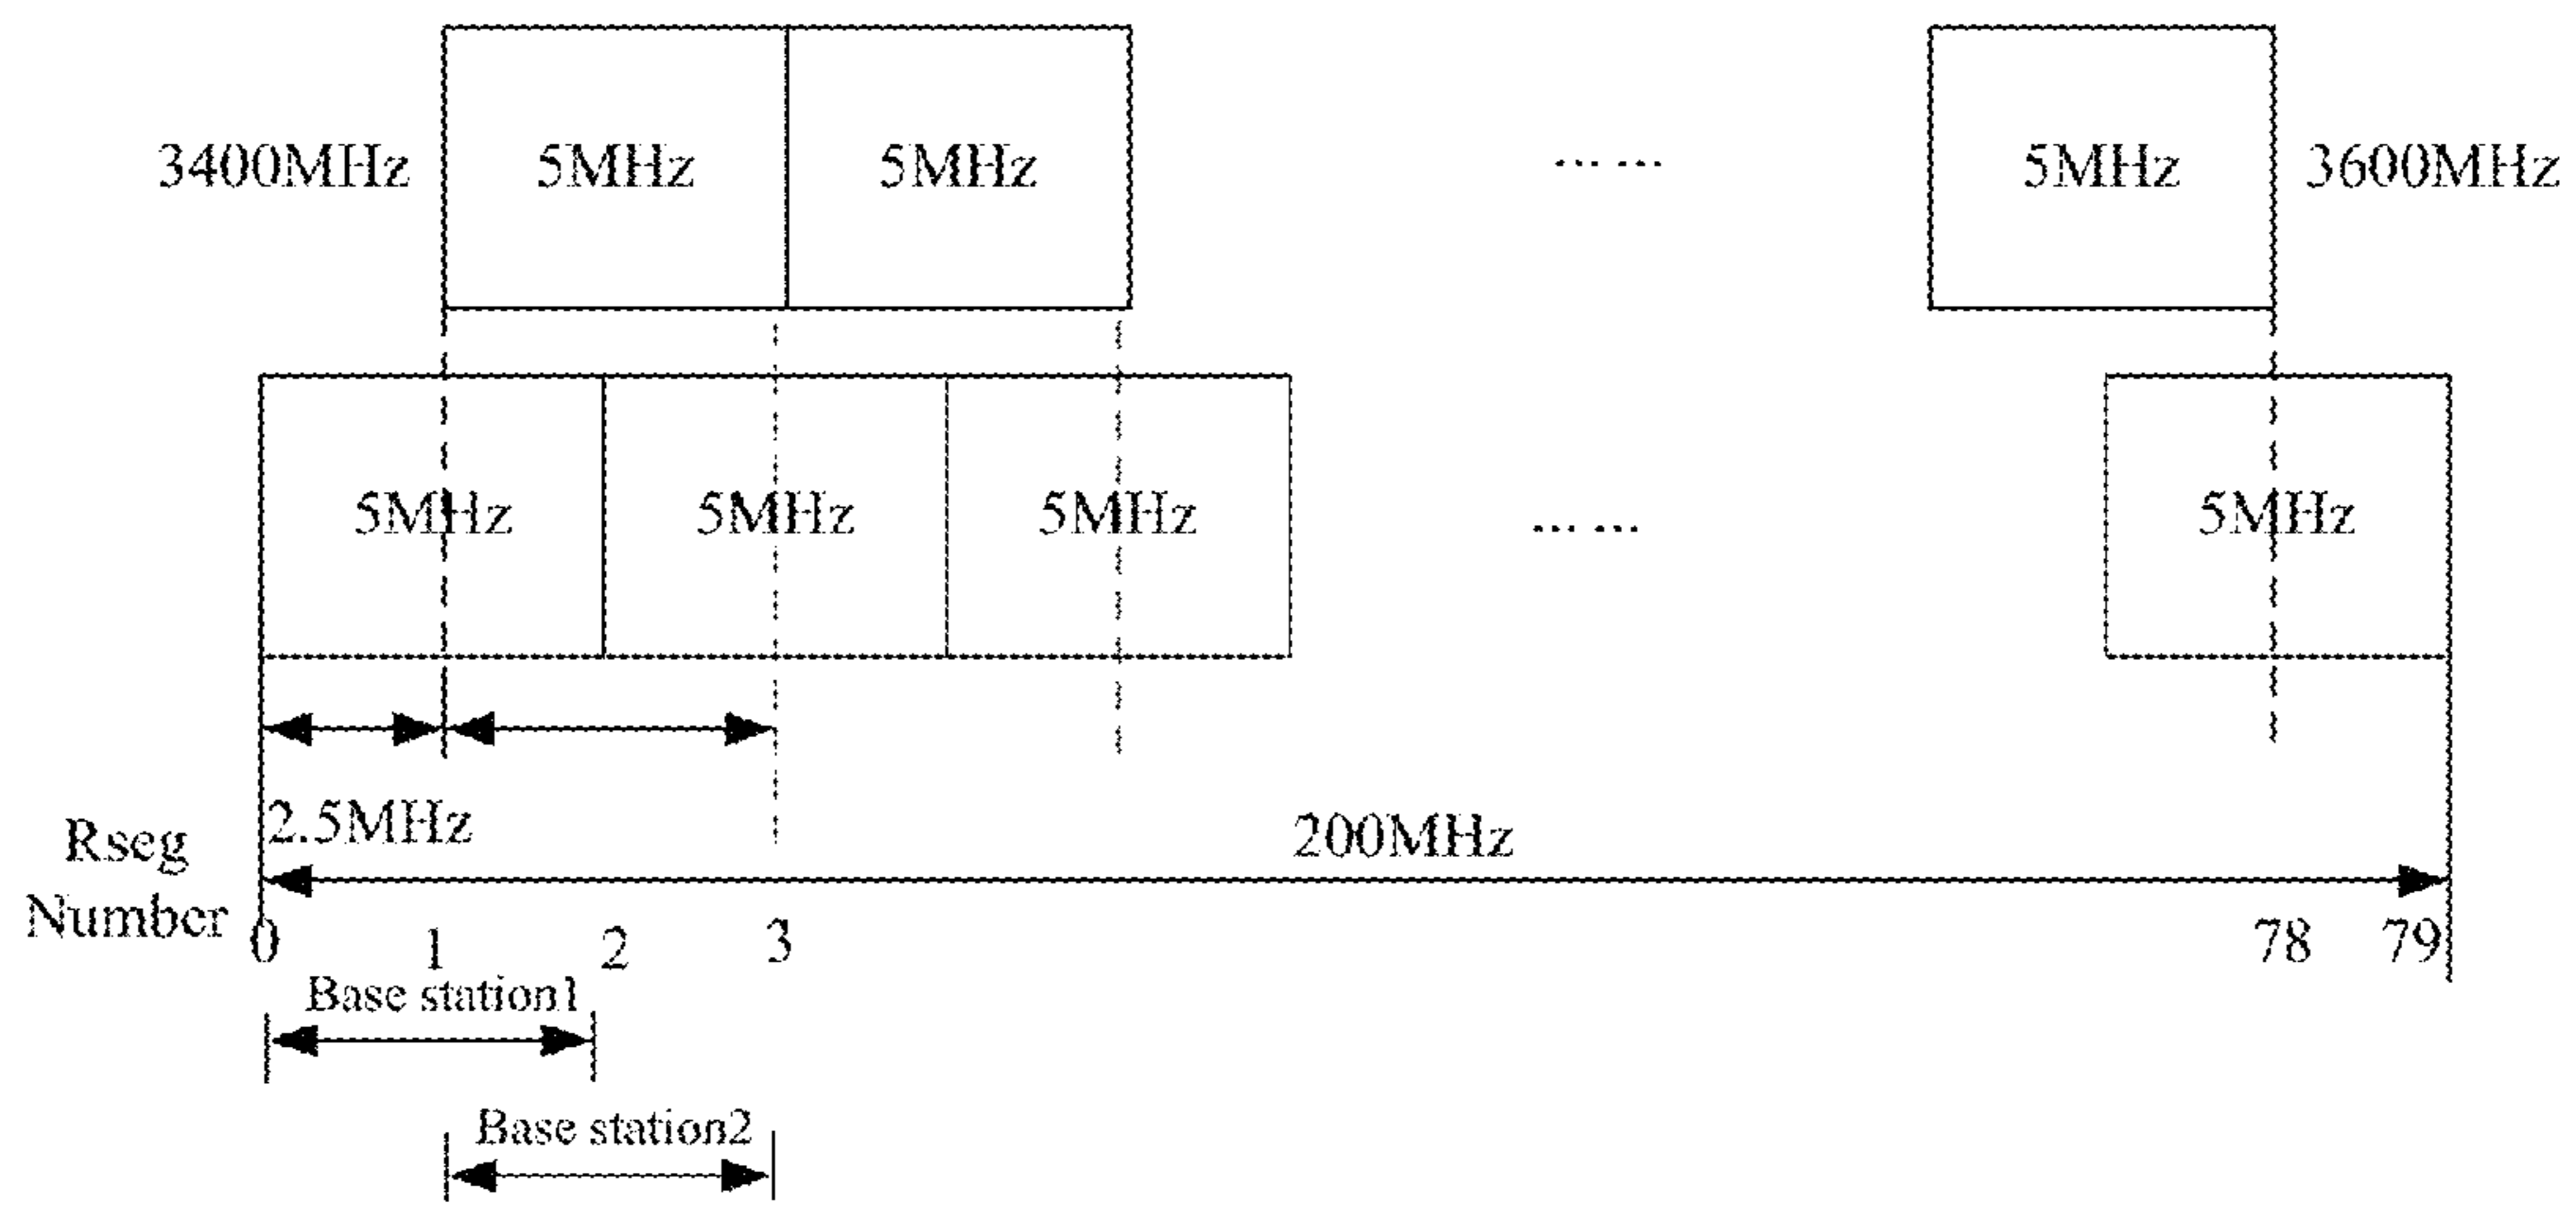 3400MHz 5MHz 5MHz ... ... 5MHz 3600MHz
5MHz 5MHz 5MHz ... ... 5MHz
2.5MHz 200MHz
Rseg
Number 0 1 2 3 78 79
Base station1
Base station2